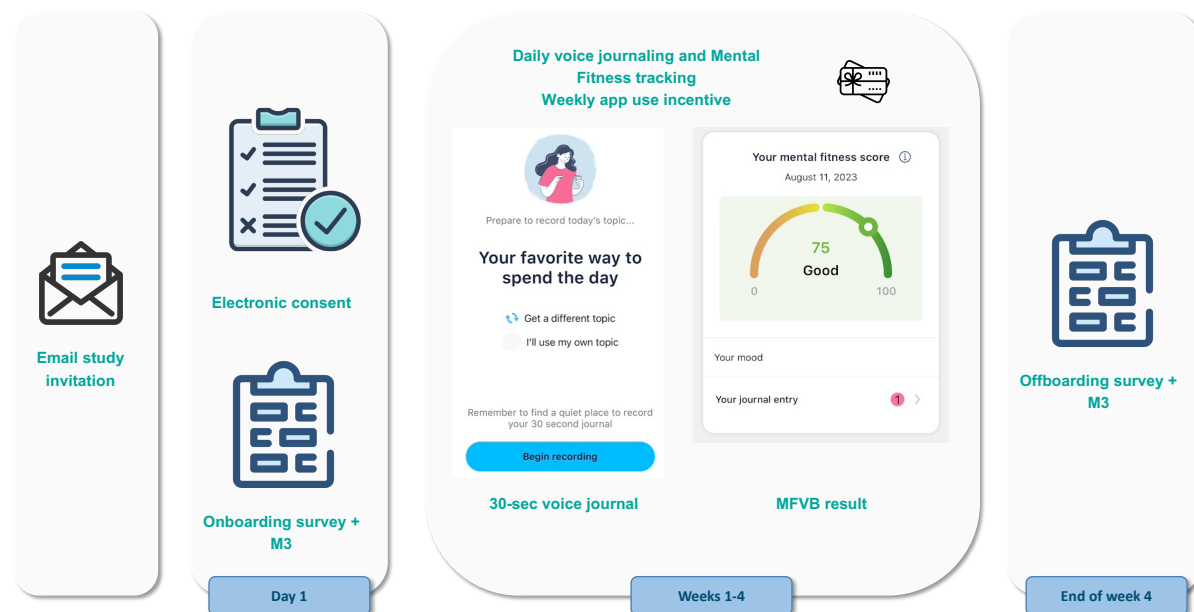 Email study
invitation
Electronic consent
Onboarding survey +
M3
Day 1
Daily voice journaling and Mental
Fitness tracking
Weekly app use incentive
Prepare to record today's topic...
Your favorite way to
spend the day
Get a different topic
I'll use my own topic
Remember to find a quiet place to record
your 30 second journal
Begin recording
30-sec voice journal
Your mental fitness score
August 11, 2023
75
Good
0
100
Your mood
Your journal entry
1
MFVB result
Weeks 1-4
Offboarding survey +
M3
End of week 4